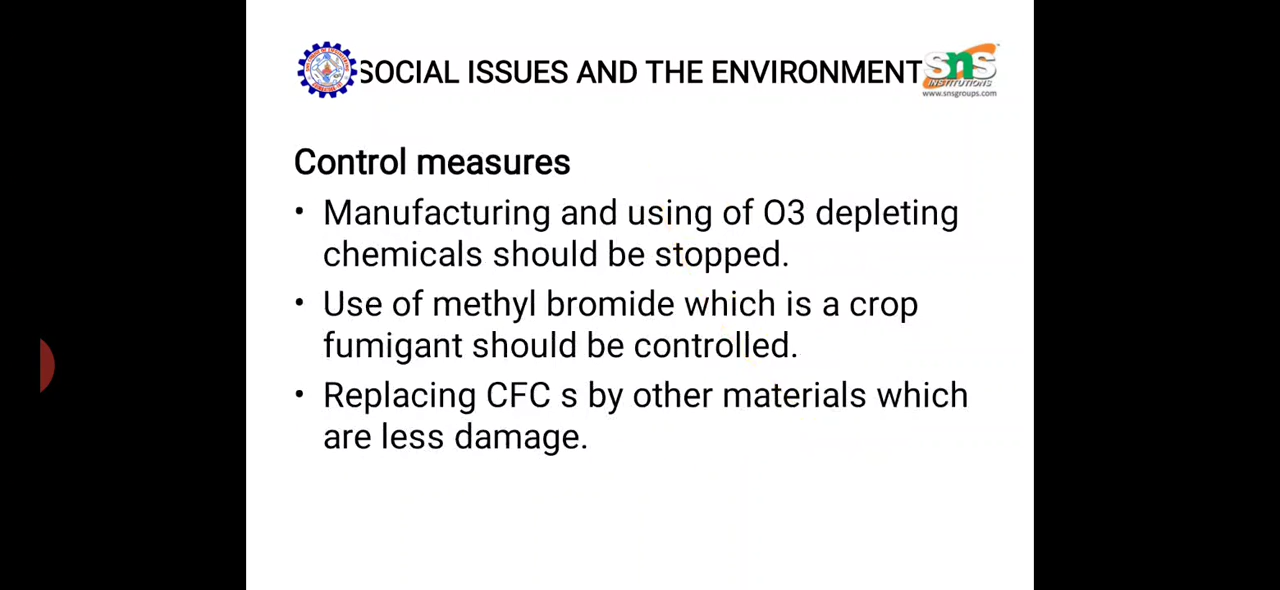 SOCIAL ISSUES AND THE ENVIRONMENT
sns
INSTITUTIONS
www.snsgroups.com
Control measures
• Manufacturing and using of O3 depleting
chemicals should be stopped.
• Use of methyl bromide which is a crop
fumigant should be controlled.
• Replacing CFC s by other materials which
are less damage.